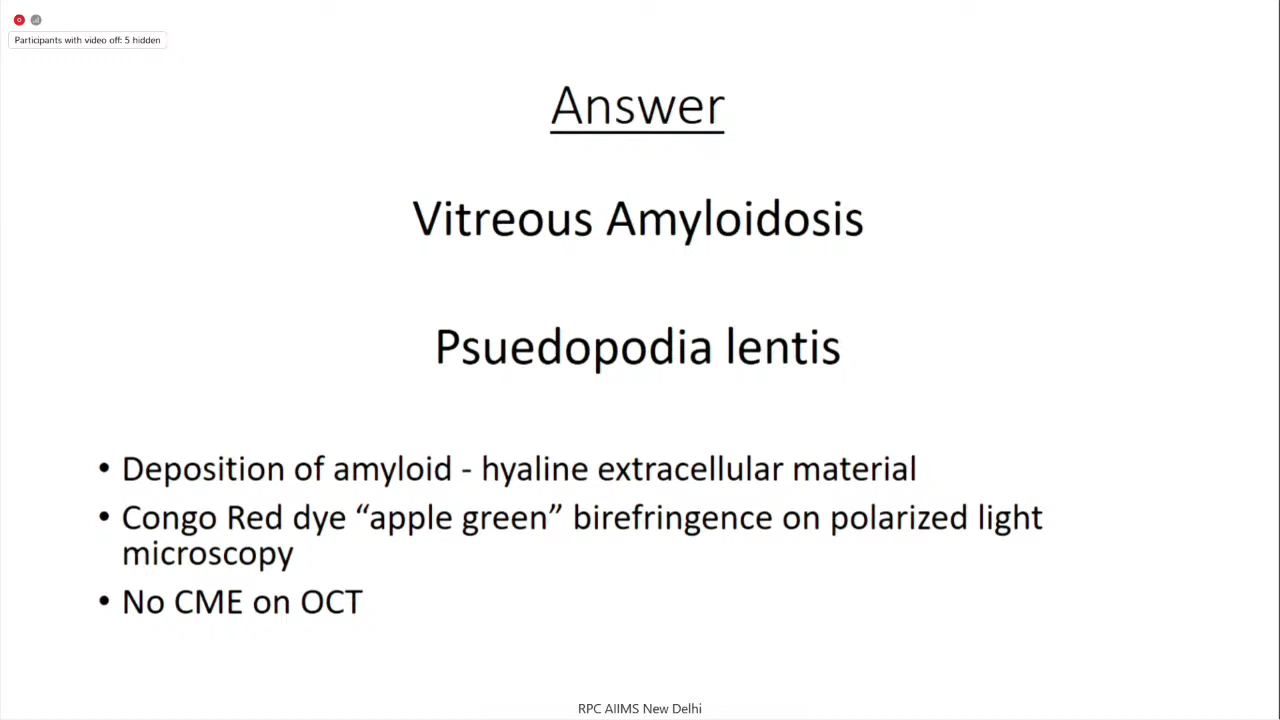 Participants with video off: 5 hidden
Answer
Vitreous Amyloidosis
Psuedopodia lentis
• Deposition of amyloid - hyaline extracellular material
• Congo Red dye “apple green” birefringence on polarized light
microscopy
• No CME on OCT
RPC AIIMS New Delhi